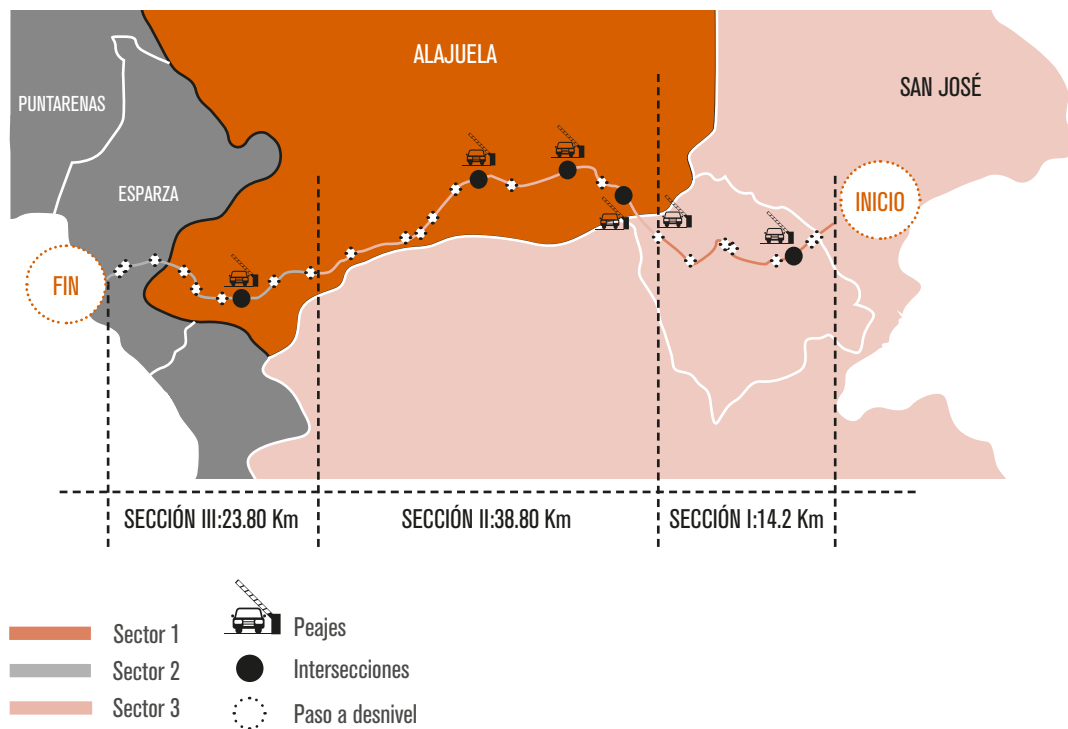 ALAJUELA
SAN JOSÉ
PUNTARENAS
ESPARZA
INICIO
FIN
SECCIÓN III:23.80 Km
SECCIÓN II:38.80 Km
SECCIÓN I:14.2 Km
Sector 1
Peajes
Sector 2
Intersecciones
Sector 3
Paso a desnivel